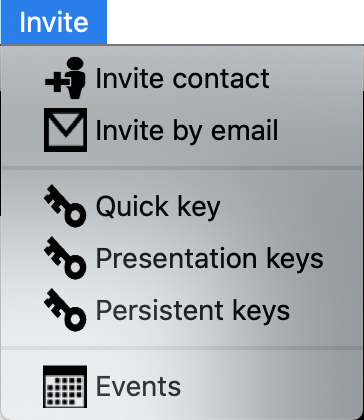 Invite
Invite contact
Invite by email
Quick key
Presentation keys
Persistent keys
Events